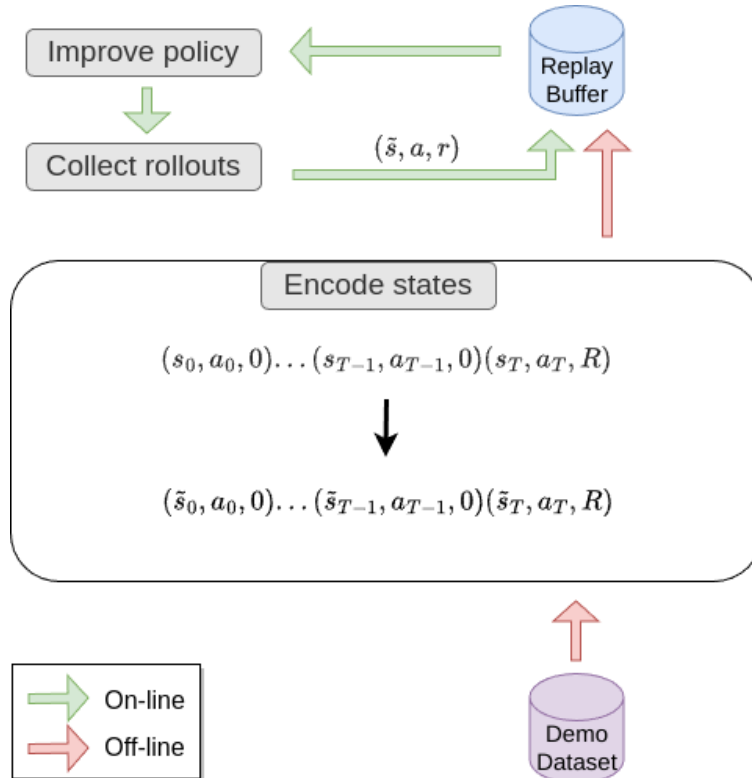 Improve policy
Replay
Buffer
Collect rollouts
(s̃, a, r)
Encode states
(s₀, a₀, 0)…(s_{T−1}, a_{T−1}, 0)(s_T, a_T, R)
(s̃₀, a₀, 0)…(s̃_{T−1}, a_{T−1}, 0)(s̃_T, a_T, R)
On-line
Off-line
Demo
Dataset